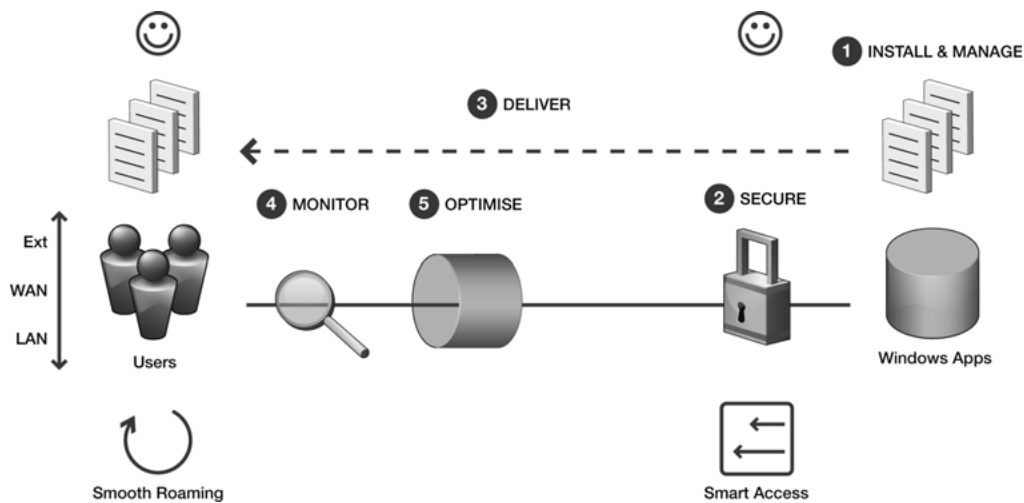 1 INSTALL & MANAGE
3 DELIVER
4 MONITOR
5 OPTIMISE
2 SECURE
Ext
WAN
LAN
Users
Windows Apps
Smooth Roaming
Smart Access